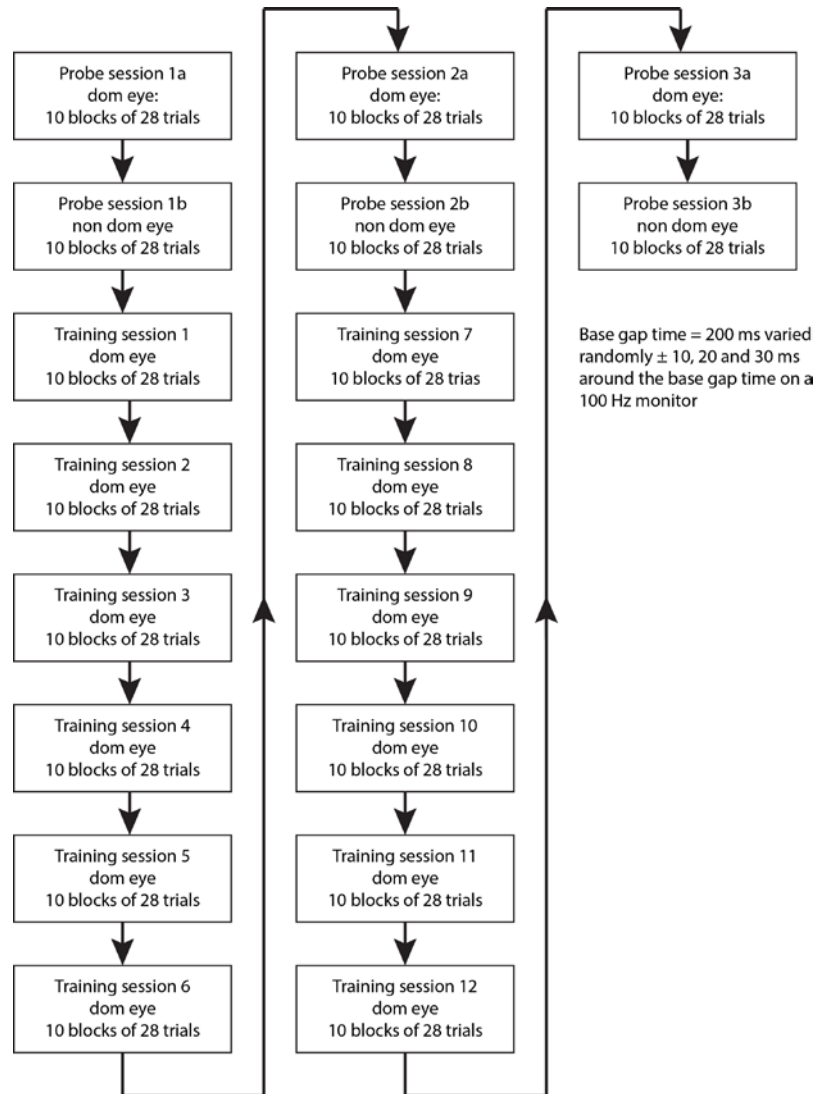 Probe session 1a
dom eye:
10 blocks of 28 trials
Probe session 1b
non dom eye
10 blocks of 28 trials
Training session 1
dom eye
10 blocks of 28 trials
Training session 2
dom eye
10 blocks of 28 trials
Training session 3
dom eye
10 blocks of 28 trials
Training session 4
dom eye
10 blocks of 28 trials
Training session 5
dom eye
10 blocks of 28 trials
Training session 6
dom eye
10 blocks of 28 trials
Probe session 2a
dom eye:
10 blocks of 28 trials
Probe session 2b
non dom eye
10 blocks of 28 trials
Training session 7
dom eye
10 blocks of 28 trias
Training session 8
dom eye
10 blocks of 28 trials
Training session 9
dom eye
10 blocks of 28 trials
Training session 10
dom eye
10 blocks of 28 trials
Training session 11
dom eye
10 blocks of 28 trials
Training session 12
dom eye
10 blocks of 28 trials
Probe session 3a
dom eye:
10 blocks of 28 trials
Probe session 3b
non dom eye
10 blocks of 28 trials
Base gap time = 200 ms varied
randomly ± 10, 20 and 30 ms
around the base gap time on a
100 Hz monitor